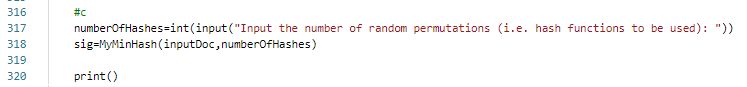 316 #c
317 numberOfHashes=int(input("Input the number of random permutations (i.e. hash functions to be used): "))
318 sig=MyMinHash(inputDoc,numberOfHashes)
319
320 print()